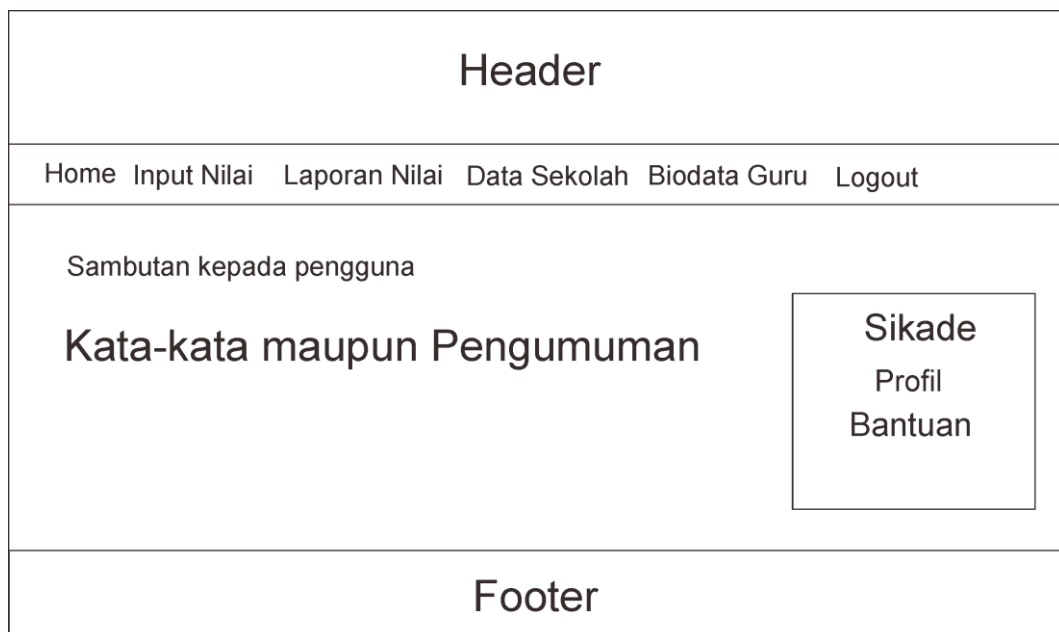 Header
Home Input Nilai Laporan Nilai Data Sekolah Biodata Guru Logout
Sambutan kepada pengguna
Kata-kata maupun Pengumuman
Sikade
Profil
Bantuan
Footer